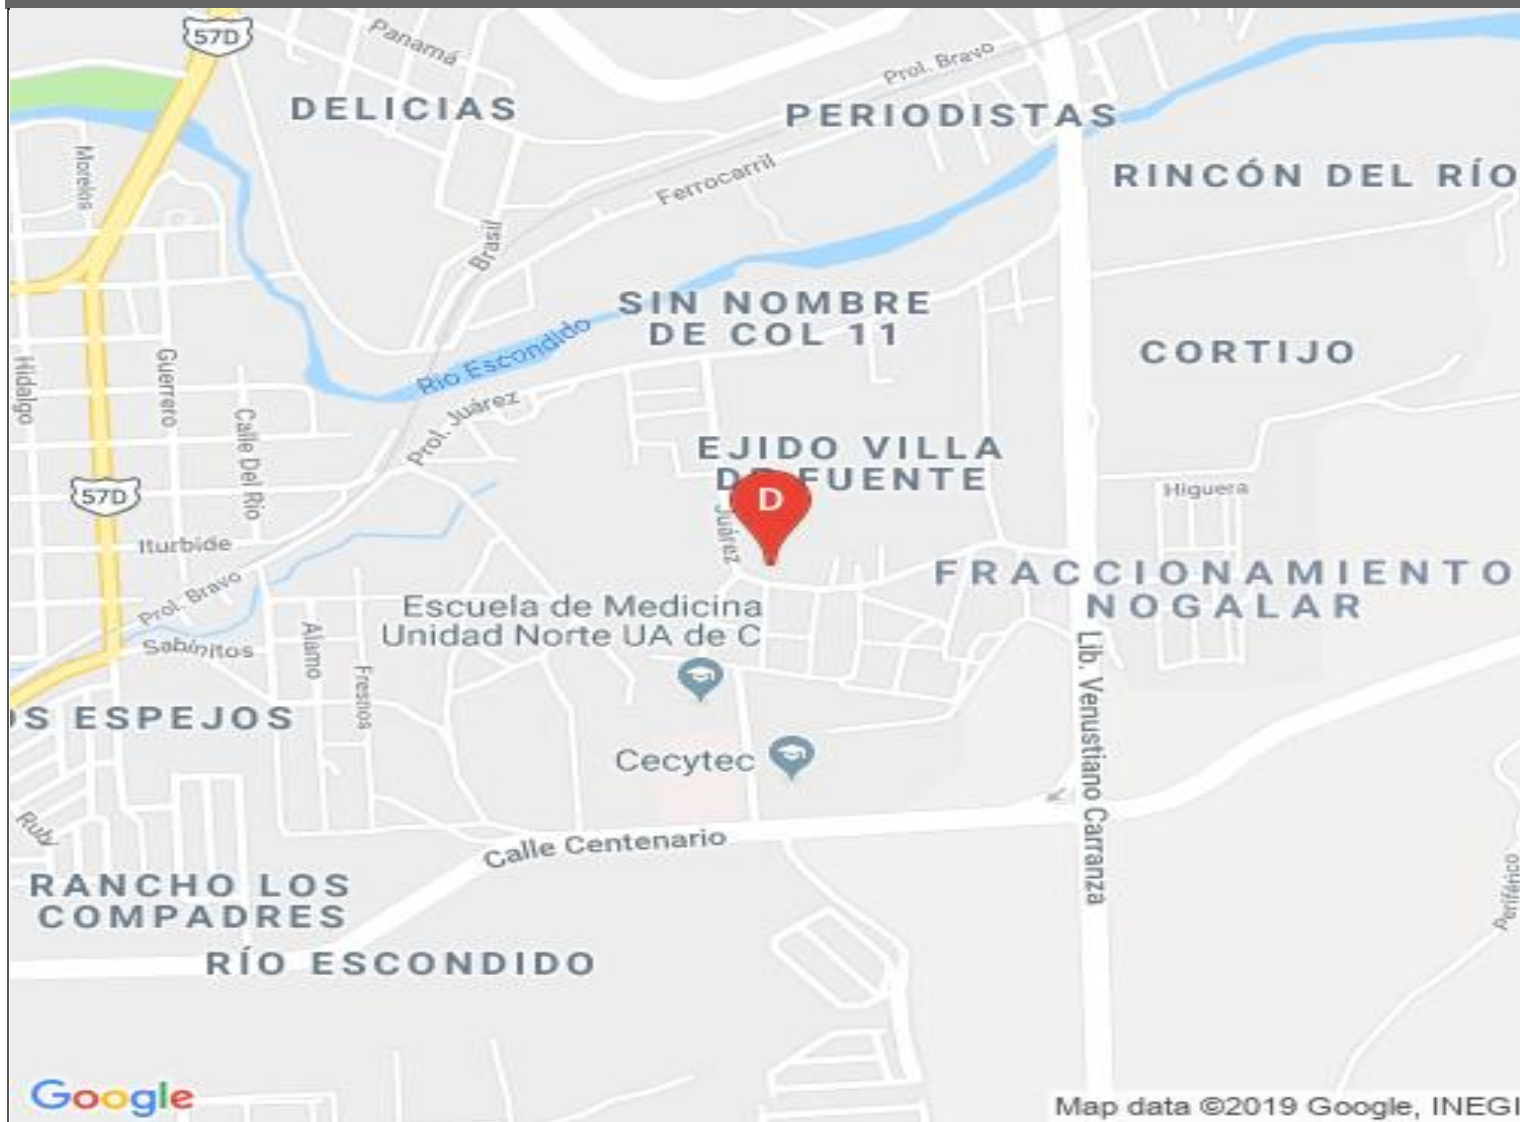 57D
Panamá
Prol. Bravo
DELICIAS
PERIODISTAS
Morelos
Ferrocarril
RINCÓN DEL RÍO
Brasil
SIN NOMBRE
DE COL 11
Río Escondido
CORTIJO
Hidalgo
Guerrero
Calle Del Río
Prol. Juárez
EJIDO VILLA
DE FUENTE
D
57D
Higuera
Juárez
Iturbide
FRACCIONAMIENTO
NOGALAR
Prol. Bravo
Escuela de Medicina
Unidad Norte UA de C
Sabinitos
Álamo
Fresnos
Lib. Venustiano Carranza
OS ESPEJOS
Cecytec
Ruby
Calle Centenario
RANCHO LOS
COMPADRES
Periférico
RÍO ESCONDIDO
Google
Map data ©2019 Google, INEGI